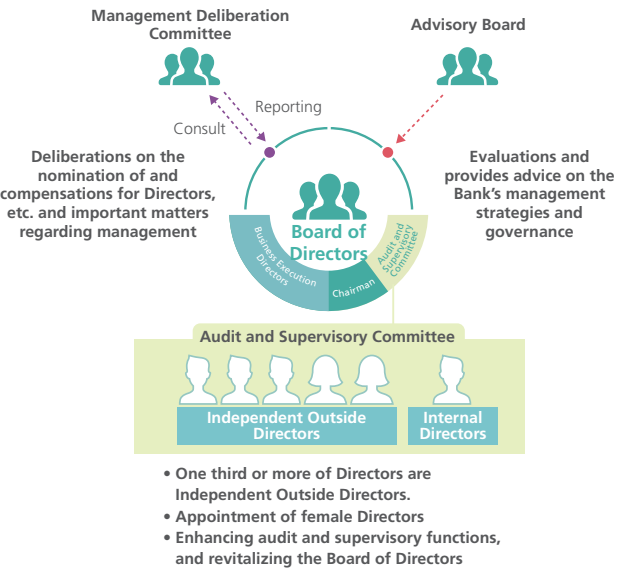 Management Deliberation
Committee
Advisory Board
Reporting
Consult
Deliberations on the
nomination of and
compensations for Directors,
etc. and important matters
regarding management
Evaluations and
provides advice on the
Bank’s management
strategies and
governance
Board of
Directors
Business Execution
Directors
Chairman
Audit and
Supervisory
Committee
Audit and Supervisory Committee
Independent Outside
Directors
Internal
Directors
• One third or more of Directors are
Independent Outside Directors.
• Appointment of female Directors
• Enhancing audit and supervisory functions,
and revitalizing the Board of Directors